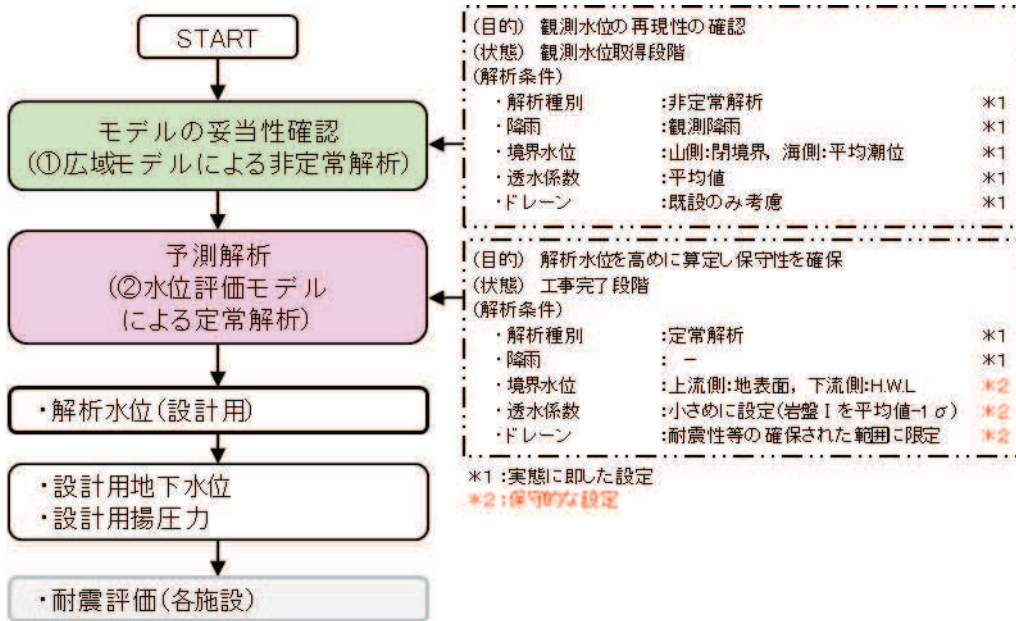 START
モデルの妥当性確認
(①広域モデルによる非定常解析)
予測解析
(②水位評価モデル
による定常解析)
・解析水位(設計用)
・設計用地下水位
・設計用揚圧力
・耐震評価(各施設)
(目的) 観測水位の再現性の確認
(状態) 観測水位取得段階
(解析条件)
・解析種別 :非定常解析 *1
・降雨 :観測降雨 *1
・境界水位 :山側:閉境界, 海側:平均潮位 *1
・透水係数 :平均値 *1
・ドレーン :既設のみ考慮 *1
(目的) 解析水位を高めに算定し保守性を確保
(状態) 工事完了段階
(解析条件)
・解析種別 :定常解析 *1
・降雨 : - *1
・境界水位 :上流側:地表面, 下流側:H.W.L *2
・透水係数 :小さめに設定(岩盤Ⅰを平均値-1σ) *2
・ドレーン :耐震性等の確保された範囲に限定 *2
*1:実態に即した設定
*2:保守的な設定